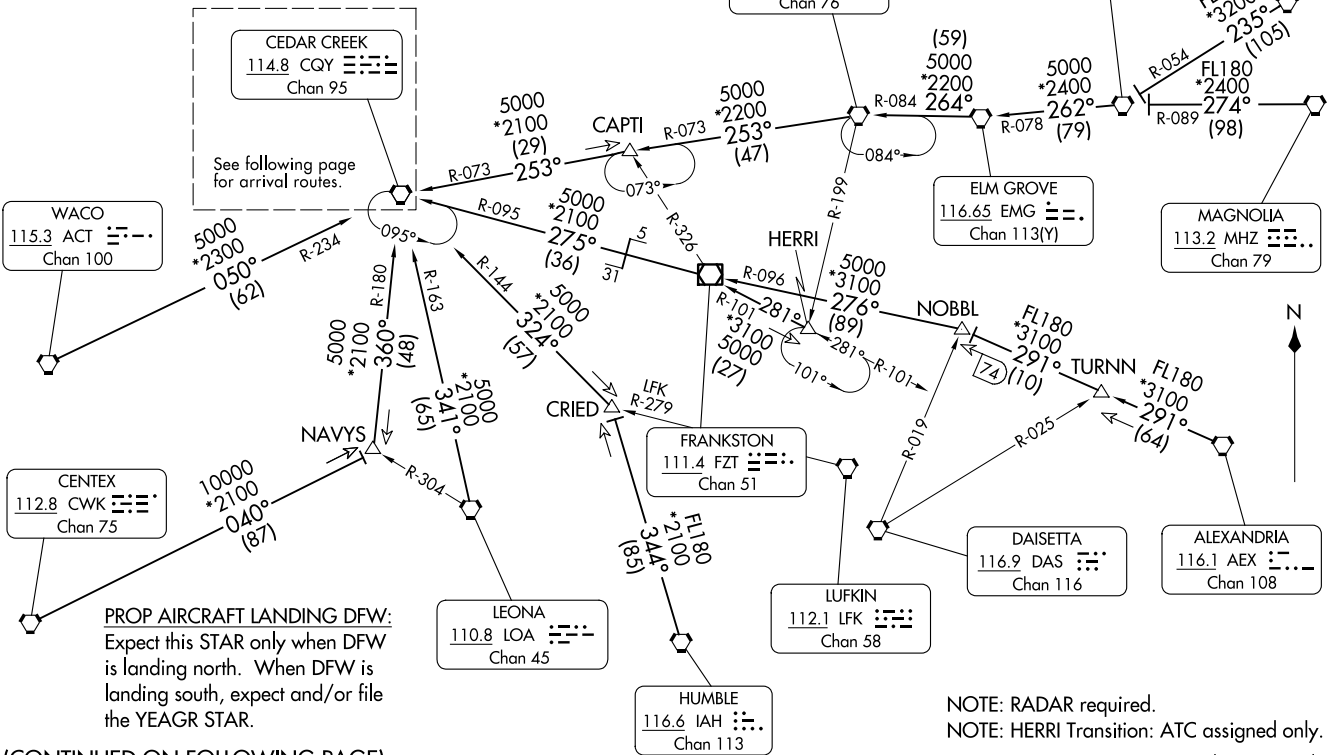 Chan 76
CEDAR CREEK
114.8 CQY
Chan 95
See following page
for arrival routes.
WACO
115.3 ACT
Chan 100
5000
*2300
050°
(62)
R-234
R-073
5000
*2100
(29)
253°
CAPTI
R-073
5000
*2200
253°
(47)
073°
R-084
(59)
5000
*2200
264°
084°
R-078
5000
*2400
262°
(79)
R-054
*3200
235°
(105)
R-089
FL180
*2400
274°
(98)
ELM GROVE
116.65 EMG
Chan 113(Y)
MAGNOLIA
113.2 MHZ
Chan 79
R-095
5000
*2100
275°
(36)
5
31
095°
R-326
R-199
HERRI
R-096
5000
*3100
276°
(89)
NOBBL
R-101
281°
*3100
5000
(27)
281°
R-101
101°
FL180
*3100
291°
(10)
74
TURNN
FL180
*3100
291°
(64)
R-019
R-025
R-180
5000
*2100
360°
(48)
R-163
5000
*2100
341°
(65)
R-144
5000
*2100
324°
(57)
CRIED
LFK
R-279
NAVYS
R-304
FRANKSTON
111.4 FZT
Chan 51
CENTEX
112.8 CWK
Chan 75
10000
*2100
040°
(87)
FL180
*2100
344°
(85)
DAISETTA
116.9 DAS
Chan 116
ALEXANDRIA
116.1 AEX
Chan 108
LEONA
110.8 LOA
Chan 45
LUFKIN
112.1 LFK
Chan 58
HUMBLE
116.6 IAH
Chan 113
N
PROP AIRCRAFT LANDING DFW:
Expect this STAR only when DFW
is landing north. When DFW is
landing south, expect and/or file
the YEAGR STAR.
NOTE: RADAR required.
NOTE: HERRI Transition: ATC assigned only.
(CONTINUED ON FOLLOWING PAGE)